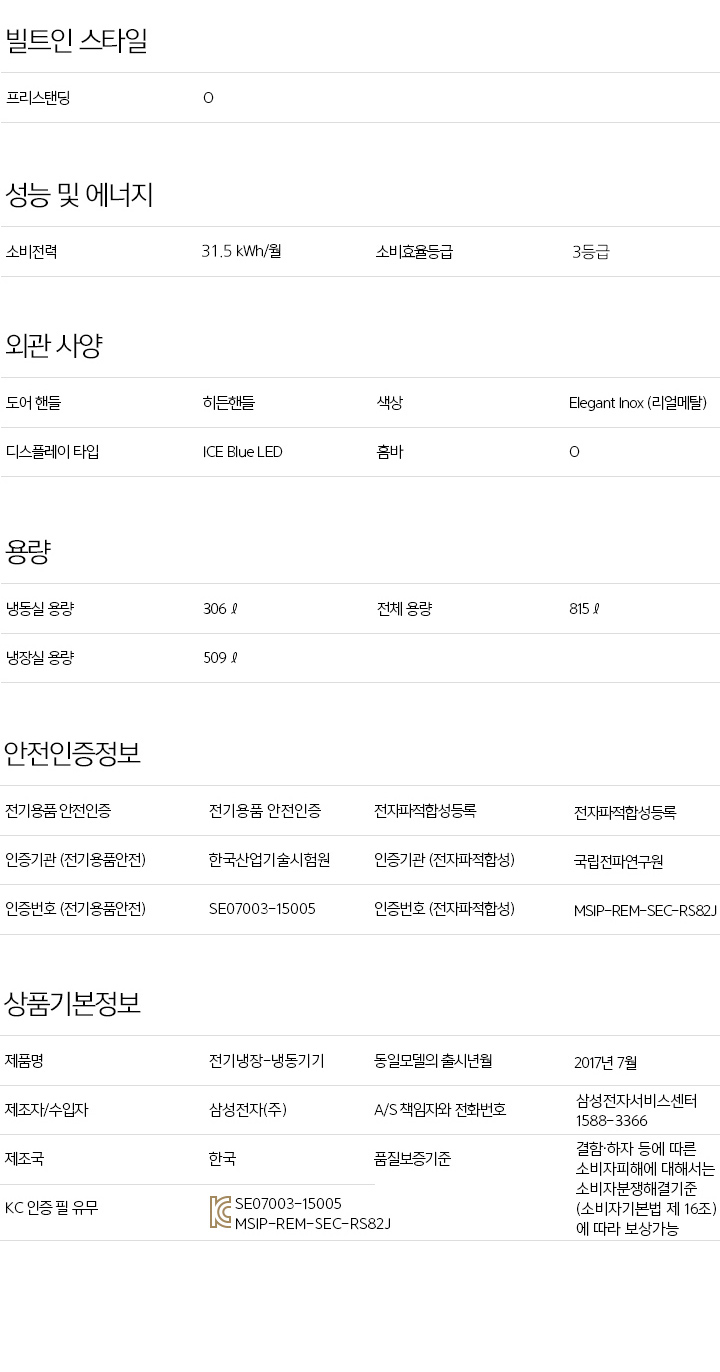 빌트인 스타일
프리스탠딩 O
성능 및 에너지
소비전력 31.5 kWh/월 소비효율등급 3등급
외관 사양
도어 핸들 히든핸들 색상 Elegant Inox (리얼메탈)
디스플레이 타입 ICE Blue LED 홈바 O
용량
냉동실 용량 306 ℓ 전체 용량 815 ℓ
냉장실 용량 509 ℓ
안전인증정보
전기용품 안전인증 전기용품 안전인증 전자파적합성등록 전자파적합성등록
인증기관 (전기용품안전) 한국산업기술시험원 인증기관 (전자파적합성) 국립전파연구원
인증번호 (전기용품안전) SE07003-15005 인증번호 (전자파적합성) MSIP-REM-SEC-RS82J
상품기본정보
제품명 전기냉장-냉동기기 동일모델의 출시년월 2017년 7월
제조자/수입자 삼성전자(주) A/S 책임자와 전화번호 삼성전자서비스센터
1588-3366
제조국 한국 품질보증기준 결함·하자 등에 따른
소비자피해에 대해서는
소비자분쟁해결기준
(소비자기본법 제 16조)
에 따라 보상가능
KC 인증 필 유무 SE07003-15005
MSIP-REM-SEC-RS82J